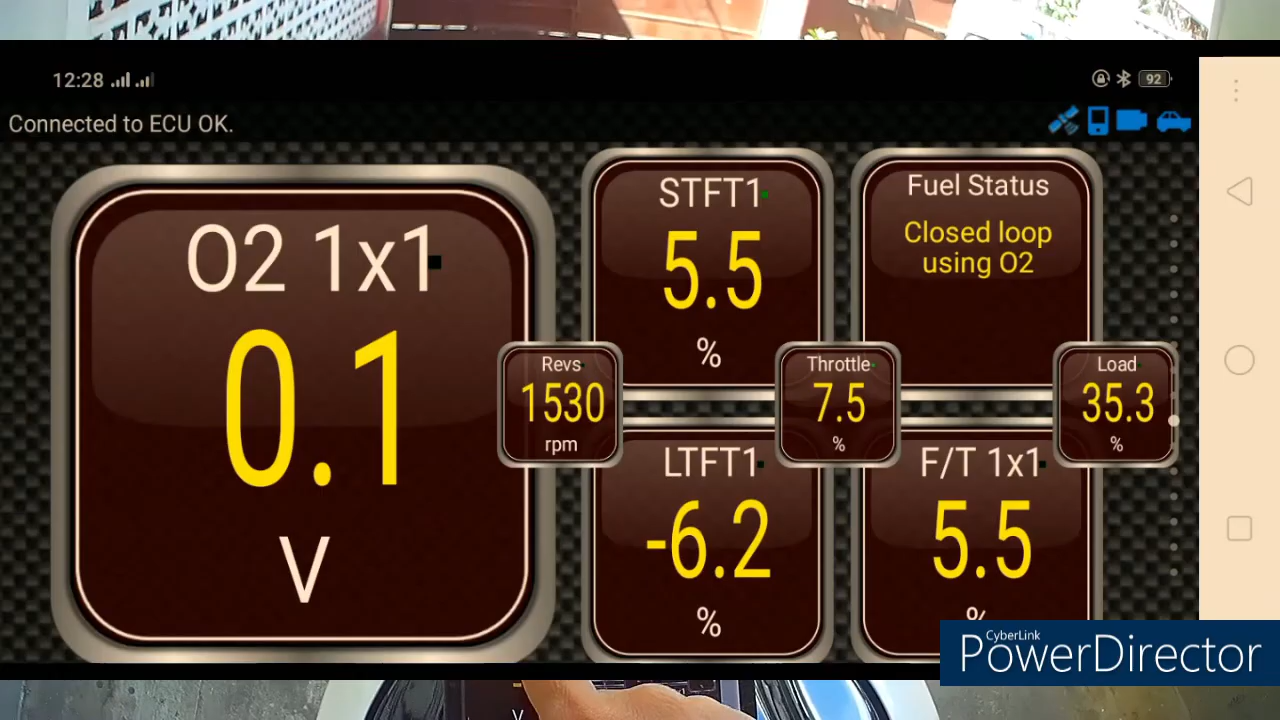 12:28
92
Connected to ECU OK.
O2 1x1
0.1
V
STFT1
5.5
%
Fuel Status
Closed loop
using O2
Revs
1530
rpm
Throttle
7.5
%
Load
35.3
%
LTFT1
-6.2
%
F/T 1x1
5.5
%
CyberLink
PowerDirector
V